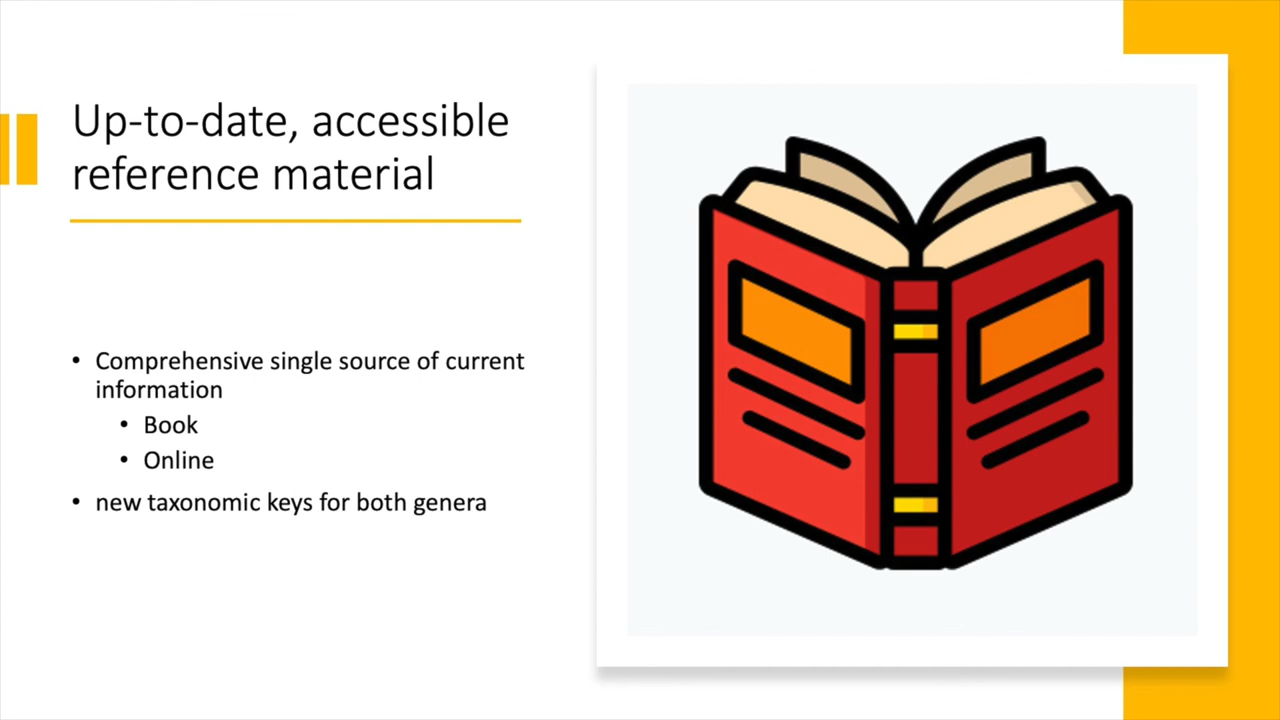 Up-to-date, accessible
reference material
• Comprehensive single source of current
information
• Book
• Online
• new taxonomic keys for both genera